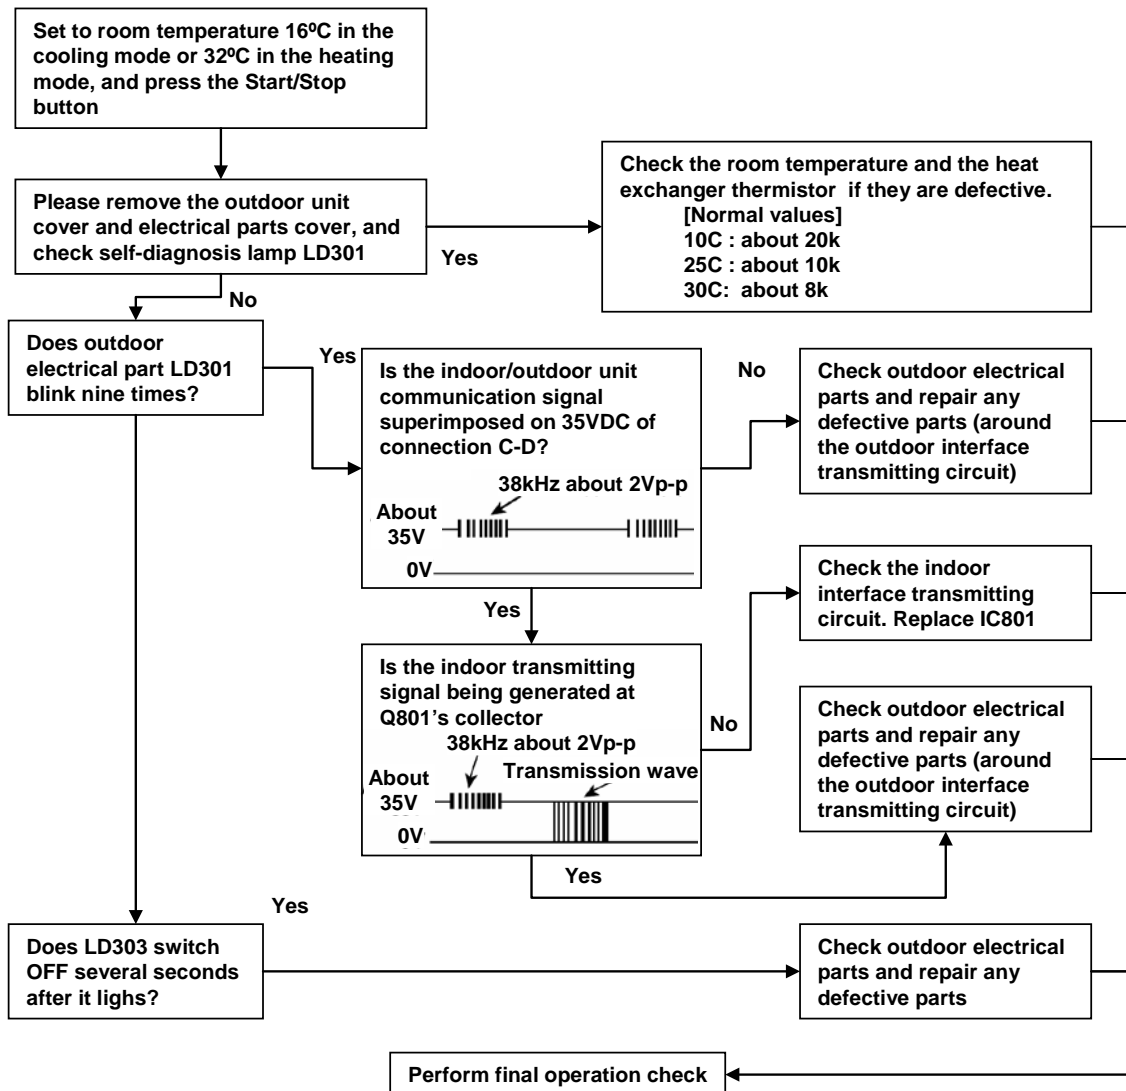 Set to room temperature 16ºC in the
cooling mode or 32ºC in the heating
mode, and press the Start/Stop
button
Please remove the outdoor unit
cover and electrical parts cover, and
check self-diagnosis lamp LD301
Yes
Check the room temperature and the heat
exchanger thermistor  if they are defective.
[Normal values]
10C : about 20k
25C : about 10k
30C:  about 8k
No
Does outdoor
electrical part LD301
blink nine times?
Yes
Is the indoor/outdoor unit
communication signal
superimposed on 35VDC of
connection C-D?
38kHz about 2Vp-p
About
35V
0V
No
Check outdoor electrical
parts and repair any
defective parts (around
the outdoor interface
transmitting circuit)
Yes
Is the indoor transmitting
signal being generated at
Q801’s collector
38kHz about 2Vp-p
Transmission wave
About
35V
0V
No
Check the indoor
interface transmitting
circuit. Replace IC801
Yes
Check outdoor electrical
parts and repair any
defective parts (around
the outdoor interface
transmitting circuit)
Does LD303 switch
OFF several seconds
after it lighs?
Yes
Check outdoor electrical
parts and repair any
defective parts
Perform final operation check